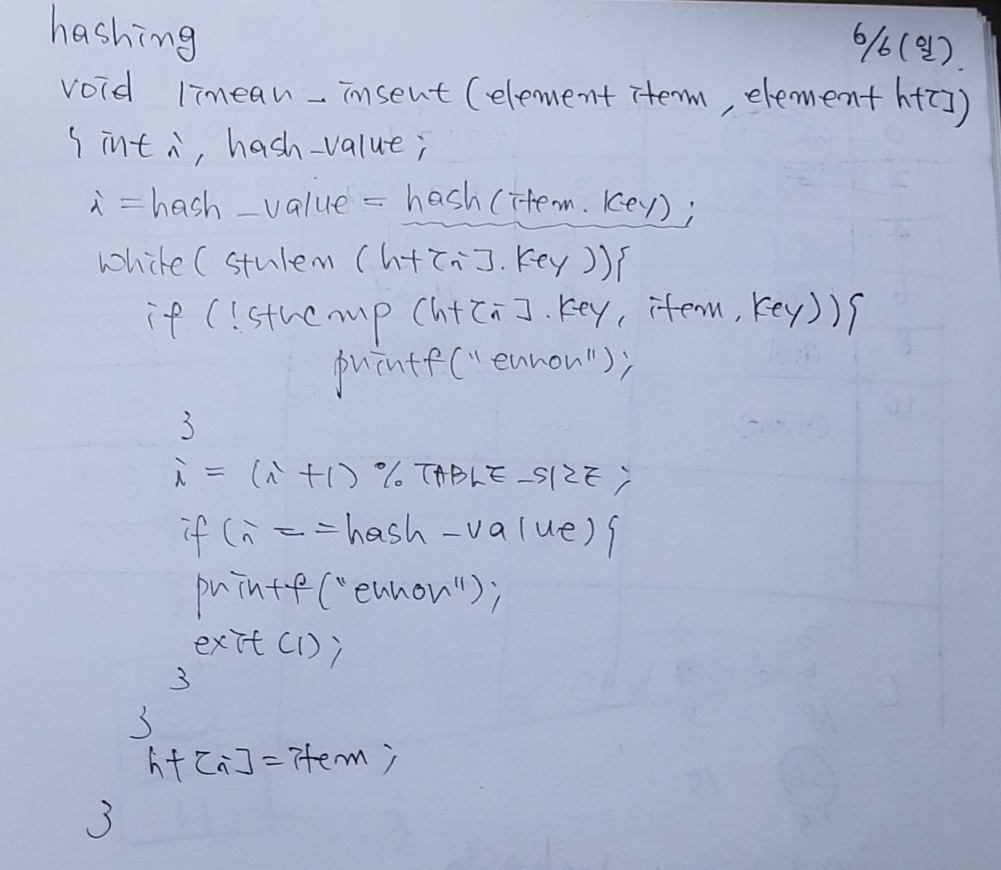 hashing 6/6(일).
void linear_insert(element item, element ht[])
{ int i, hash_value;
i = hash_value = hash(item.key);
while(strlen(ht[i].key)){
if(!strcmp(ht[i].key, item,key)){
printf("error");
}
i = (i+1) % TABLE_SIZE;
if(i==hash_value){
printf("error");
exit(1);
}
}
ht[i]=item;
}